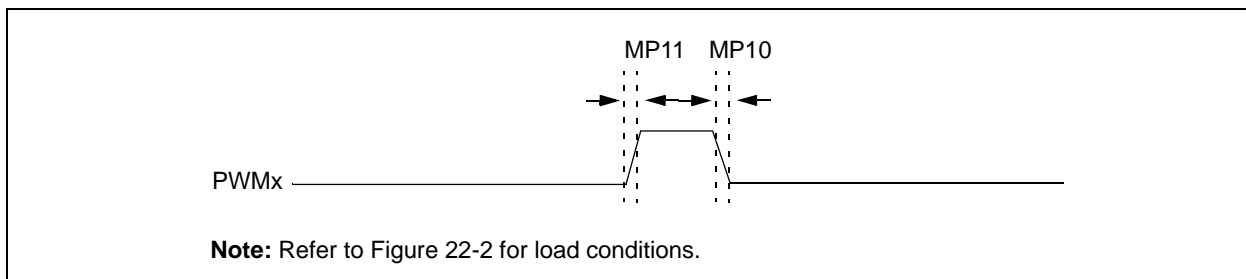 MP11 MP10
PWMx
Note: Refer to Figure 22-2 for load conditions.